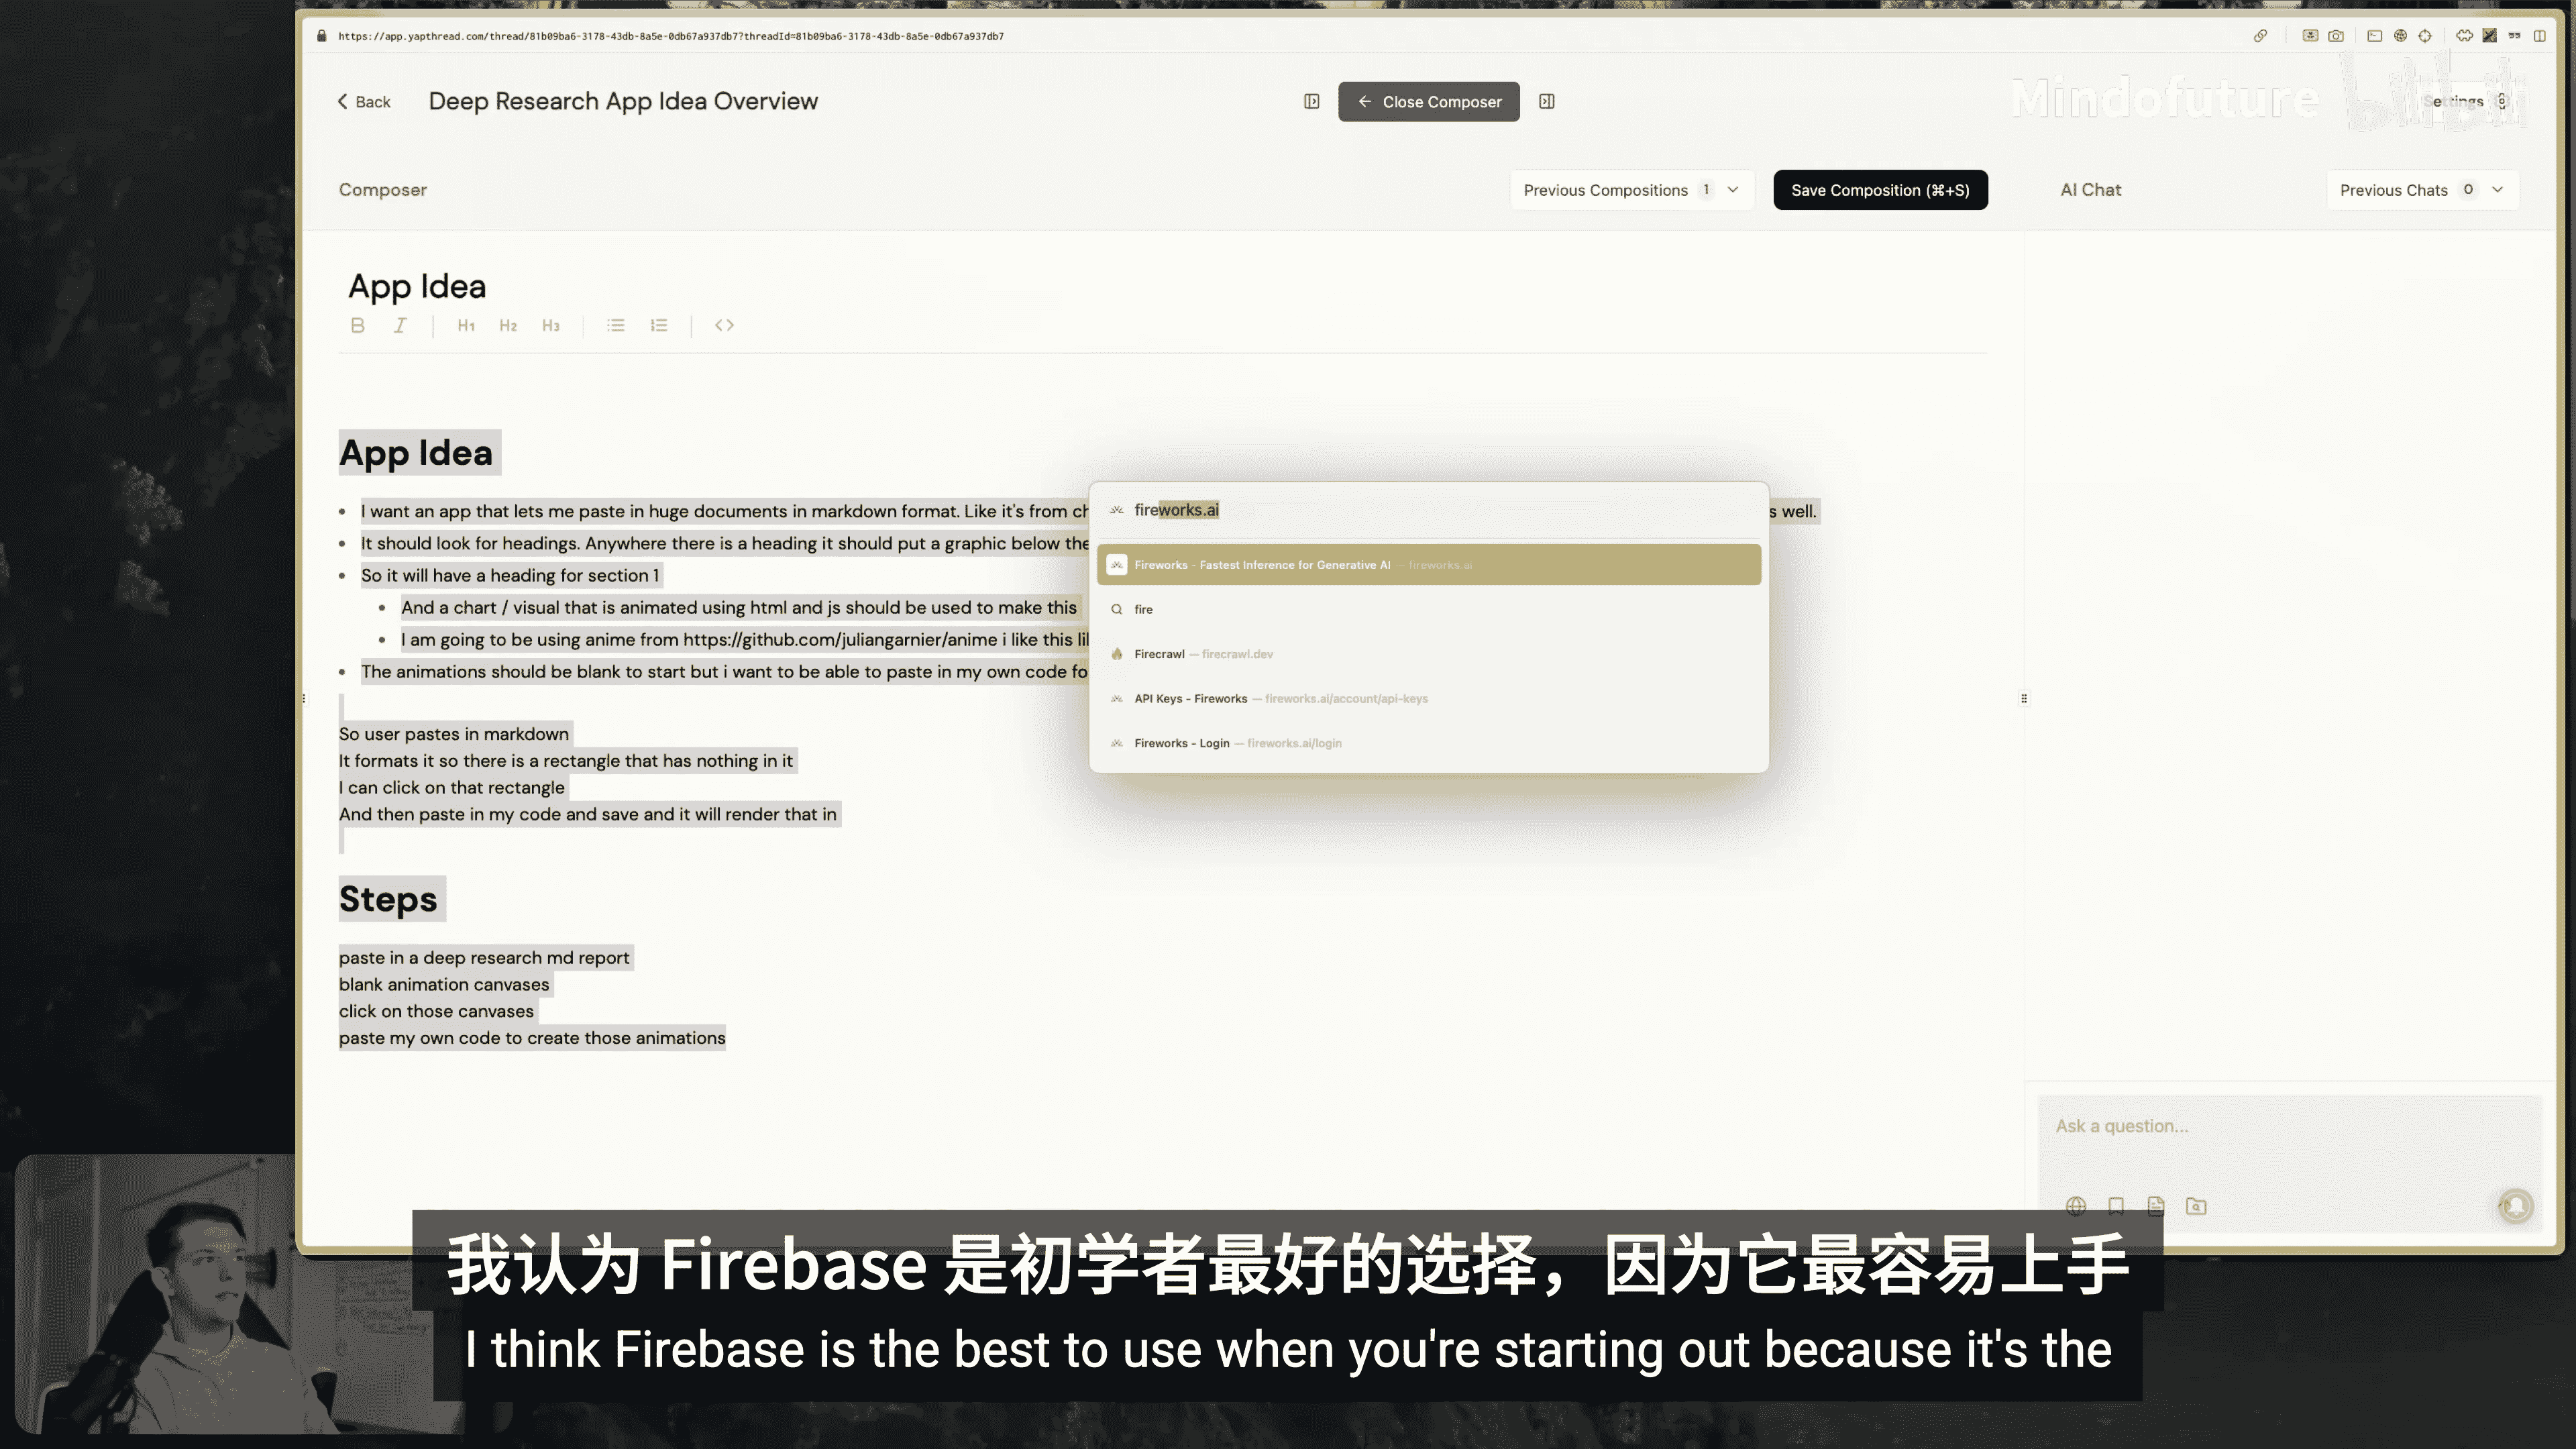 https://app.yapthread.com/thread/81b09ba6-3178-43db-8a5e-0db67a937db7?threadId=81b09ba6-3178-43db-8a5e-0db67a937db7
Back
Deep Research App Idea Overview
Close Composer
Mindofuture
bilibili
Settings
Composer
Previous Compositions 1
Save Composition (⌘+S)
AI Chat
Previous Chats 0
App Idea
B I H1 H2 H3
App Idea
I want an app that lets me paste in huge documents in markdown format. Like it's from ch
s well.
It should look for headings. Anywhere there is a heading it should put a graphic below the
So it will have a heading for section 1
And a chart / visual that is animated using html and js should be used to make this
I am going to be using anime from https://github.com/juliangarnier/anime i like this li
The animations should be blank to start but i want to be able to paste in my own code fo
fireworks.ai
Fireworks - Fastest Inference for Generative AI — fireworks.ai
fire
Firecrawl — firecrawl.dev
API Keys - Fireworks — fireworks.ai/account/api-keys
Fireworks - Login — fireworks.ai/login
So user pastes in markdown
It formats it so there is a rectangle that has nothing in it
I can click on that rectangle
And then paste in my code and save and it will render that in
Steps
paste in a deep research md report
blank animation canvases
click on those canvases
paste my own code to create those animations
Ask a question...
我认为 Firebase 是初学者最好的选择，因为它最容易上手
I think Firebase is the best to use when you're starting out because it's the